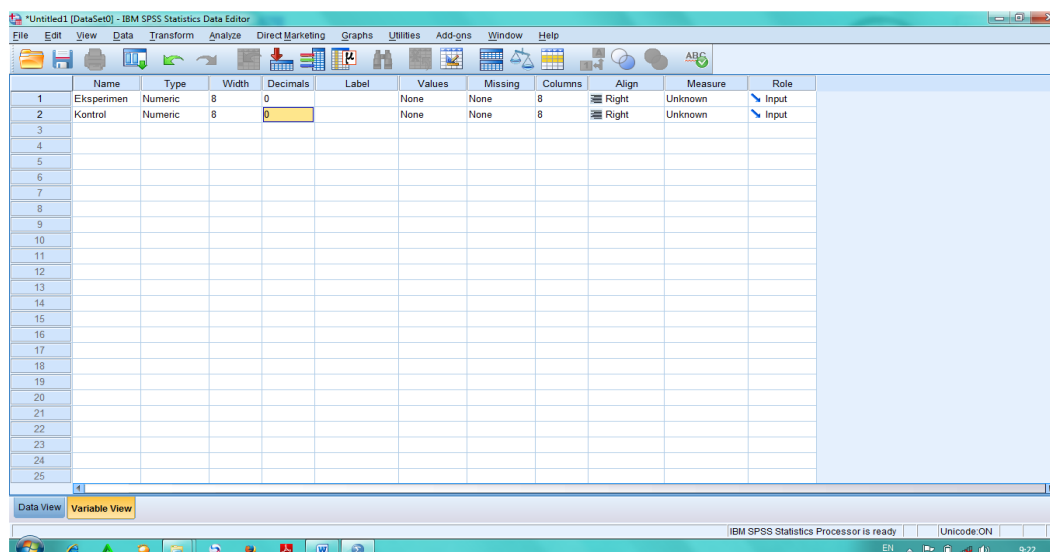 *Untitled1 [DataSet0] - IBM SPSS Statistics Data Editor
File Edit View Data Transform Analyze Direct Marketing Graphs Utilities Add-ons Window Help
Name Type Width Decimals Label Values Missing Columns Align Measure Role
1 Eksperimen Numeric 8 0 None None 8 Right Unknown Input
2 Kontrol Numeric 8 0 None None 8 Right Unknown Input
3
4
5
6
7
8
9
10
11
12
13
14
15
16
17
18
19
20
21
22
23
24
25
Data View Variable View
IBM SPSS Statistics Processor is ready Unicode:ON
EN 9:22